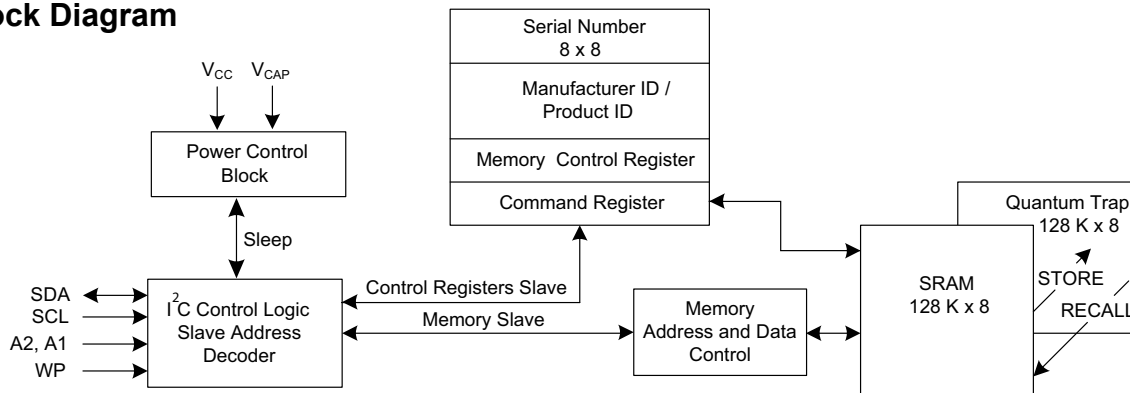 ock Diagram
Serial Number
8 x 8
Manufacturer ID /
Product ID
Memory Control Register
Command Register
VCC VCAP
Power Control
Block
Sleep
Quantum Trap
128 K x 8
SRAM
128 K x 8
STORE
RECALL
SDA
SCL
A2, A1
WP
I2C Control Logic
Slave Address
Decoder
Control Registers Slave
Memory Slave
Memory
Address and Data
Control